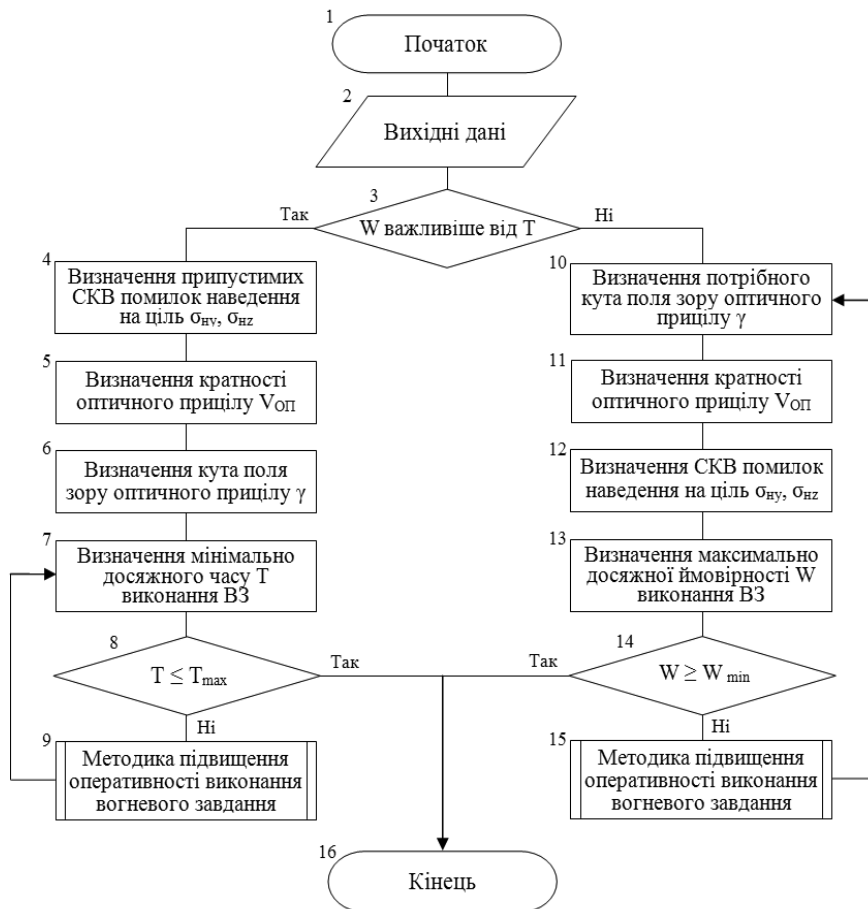 1
Початок
2
Вихідні дані
3
W важливіше від T
Так
Ні
4
Визначення припустимих
СКВ помилок наведення
на ціль σну, σнz
5
Визначення кратності
оптичного прицілу VОП
6
Визначення кута поля
зору оптичного прицілу γ
7
Визначення мінімально
досяжного часу T
виконання ВЗ
8
T ≤ Tmax
Так
Ні
9
Методика підвищення
оперативності виконання
вогневого завдання
10
Визначення потрібного
кута поля зору оптичного
прицілу γ
11
Визначення кратності
оптичного прицілу VОП
12
Визначення СКВ помилок
наведення на ціль σну, σнz
13
Визначення максимально
досяжної ймовірності W
виконання ВЗ
14
W ≥ W min
Так
Ні
15
Методика підвищення
оперативності виконання
вогневого завдання
16
Кінець